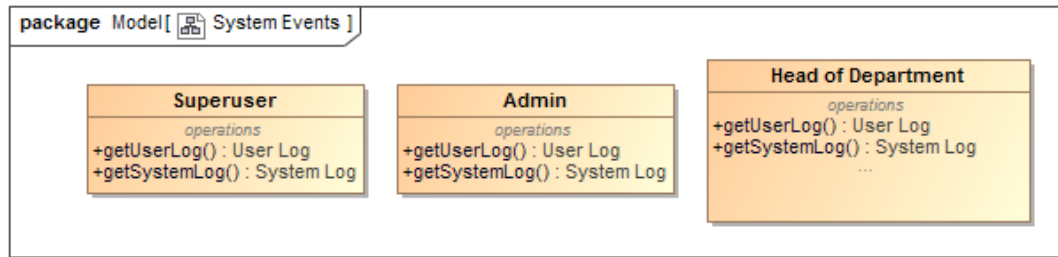 package Model[ System Events ]
Superuser
operations
+getUserLog() : User Log
+getSystemLog() : System Log
Admin
operations
+getUserLog() : User Log
+getSystemLog() : System Log
Head of Department
operations
+getUserLog() : User Log
+getSystemLog() : System Log
...